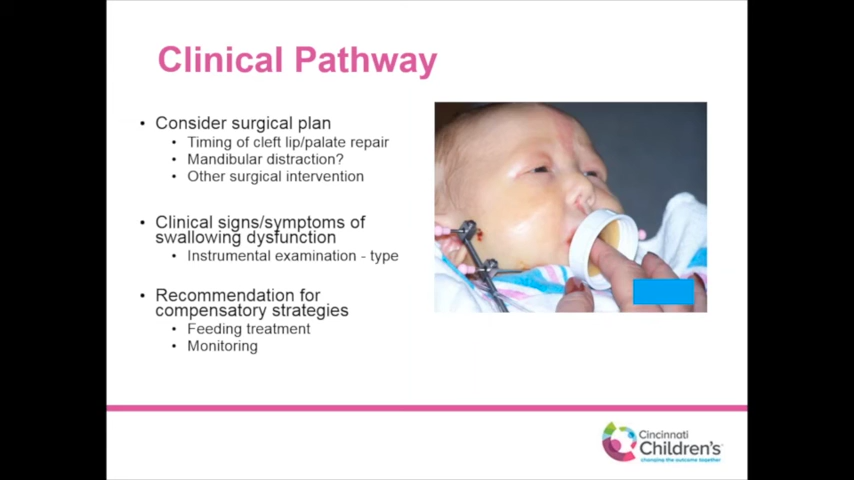 Clinical Pathway
• Consider surgical plan
• Timing of cleft lip/palate repair
• Mandibular distraction?
• Other surgical intervention
• Clinical signs/symptoms of
swallowing dysfunction
• Instrumental examination - type
• Recommendation for
compensatory strategies
• Feeding treatment
• Monitoring
Cincinnati
Children's
changing the outcome together